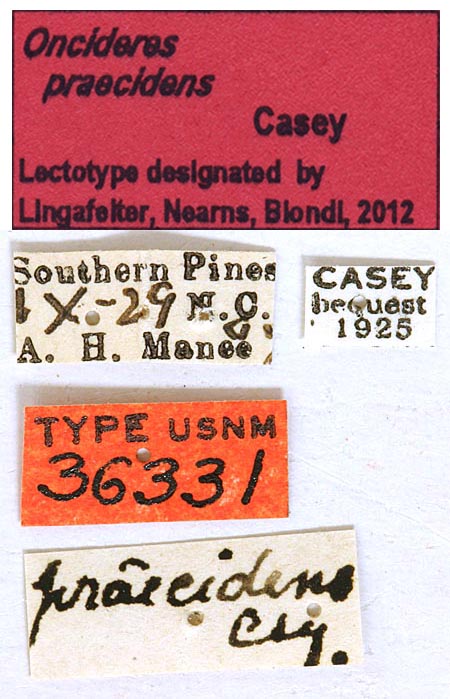 Oncideres
praecidens
Casey
Lectotype designated by
Lingafelter, Nearns, Biondi, 2012
Southern Pines
IX-29 N.C.
A. H. Manee
CASEY
bequest
1925
TYPE USNM
36331
praecidens
Csy.